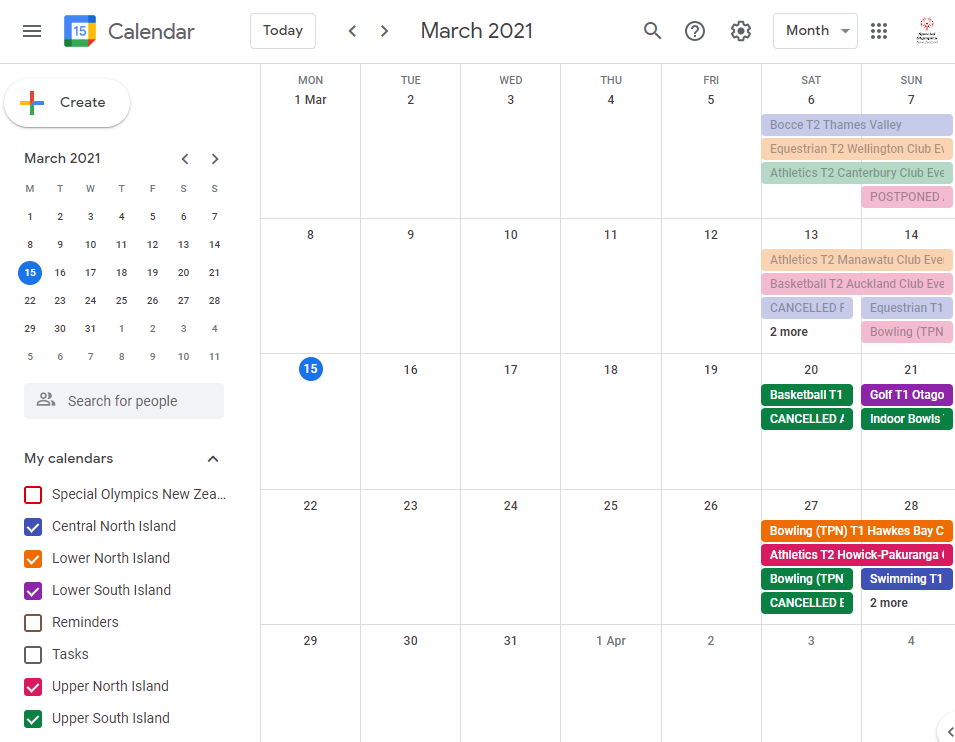 15 Calendar Today March 2021 Month Special Olympics New Zealand
Create
March 2021
M T W T F S S
1 2 3 4 5 6 7
8 9 10 11 12 13 14
15 16 17 18 19 20 21
22 23 24 25 26 27 28
29 30 31 1 2 3 4
5 6 7 8 9 10 11
Search for people
My calendars
Special Olympics New Zea...
Central North Island
Lower North Island
Lower South Island
Reminders
Tasks
Upper North Island
Upper South Island
MON TUE WED THU FRI SAT SUN
1 Mar 2 3 4 5 6 7
Bocce T2 Thames Valley
Equestrian T2 Wellington Club Ev
Athletics T2 Canterbury Club Eve
POSTPONED
8 9 10 11 12 13 14
Athletics T2 Manawatu Club Eve
Basketball T2 Auckland Club Eve
CANCELLED Equestrian T1
2 more Bowling (TPN
15 16 17 18 19 20 21
Basketball T1 Golf T1 Otago
CANCELLED Indoor Bowls
22 23 24 25 26 27 28
Bowling (TPN) T1 Hawkes Bay C
Athletics T2 Howick-Pakuranga
Bowling (TPN Swimming T1
CANCELLED 2 more
29 30 31 1 Apr 2 3 4